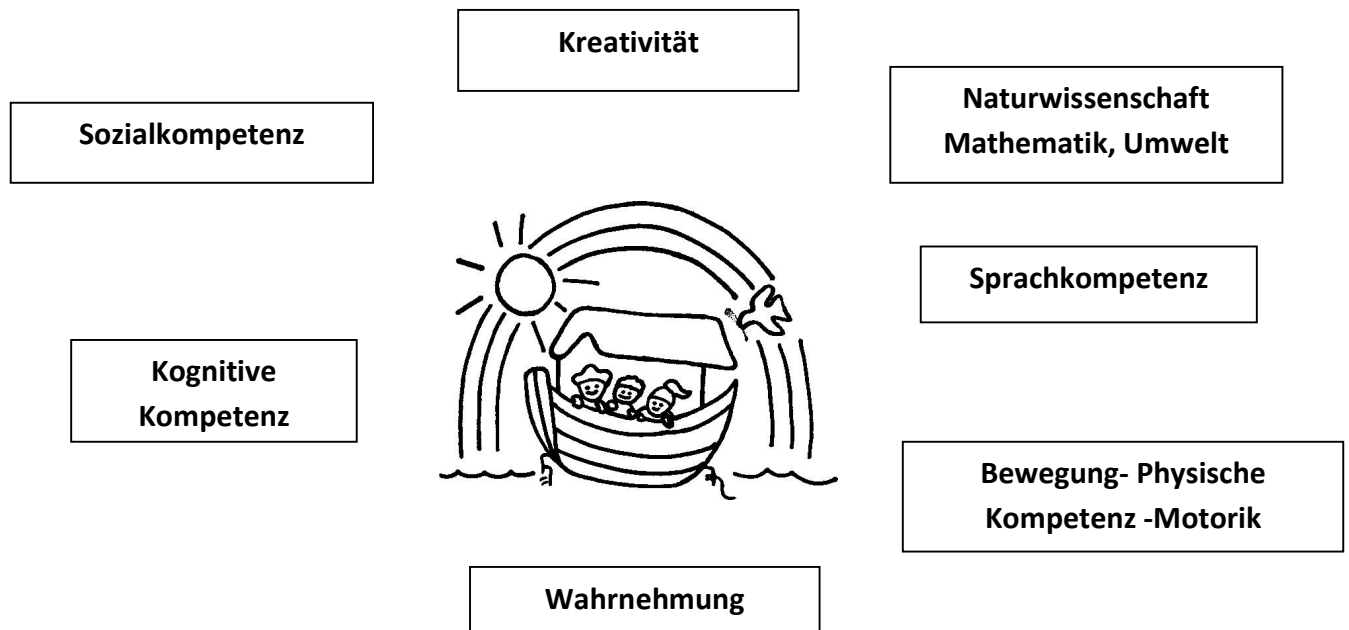 Kreativität
Naturwissenschaft
Mathematik, Umwelt
Sozialkompetenz
Sprachkompetenz
Kognitive
Kompetenz
Bewegung- Physische
Kompetenz -Motorik
Wahrnehmung